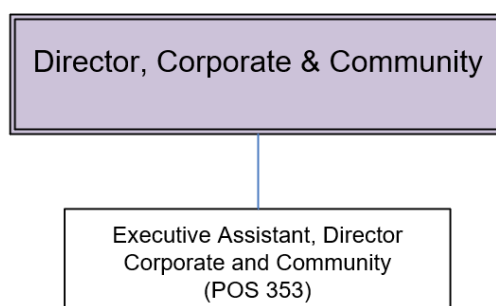 Director, Corporate & Community
Executive Assistant, Director
Corporate and Community
(POS 353)